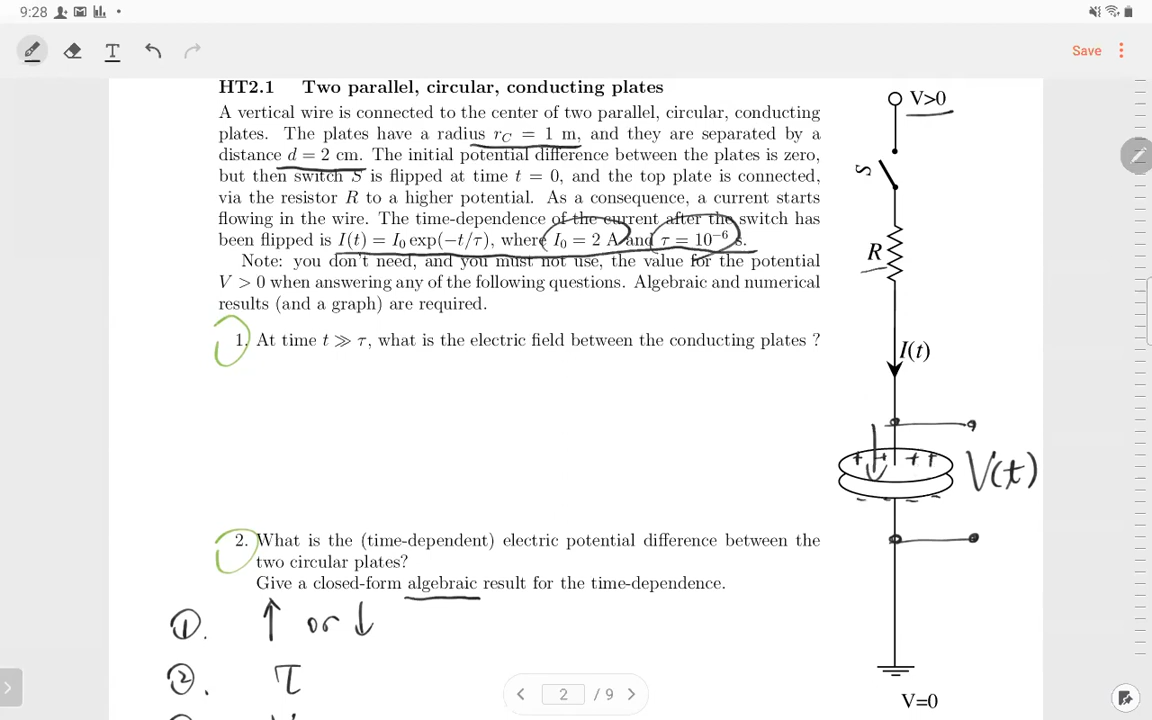 9:28
Save
HT2.1 Two parallel, circular, conducting plates
A vertical wire is connected to the center of two parallel, circular, conducting
plates. The plates have a radius r_C = 1 m, and they are separated by a
distance d = 2 cm. The initial potential difference between the plates is zero,
but then switch S is flipped at time t = 0, and the top plate is connected,
via the resistor R to a higher potential. As a consequence, a current starts
flowing in the wire. The time-dependence of the current after the switch has
been flipped is I(t) = I₀ exp(−t/τ), where I₀ = 2 A and τ = 10⁻⁶ s.
Note: you don't need, and you must not use, the value for the potential
V > 0 when answering any of the following questions. Algebraic and numerical
results (and a graph) are required.
1. At time t ≫ τ, what is the electric field between the conducting plates ?
2. What is the (time-dependent) electric potential difference between the
two circular plates?
Give a closed-form algebraic result for the time-dependence.
①. ↑ or ↓
②. τ
V>0
S
R
I(t)
+ + + +
V(t)
- - - -
V=0
2 / 9